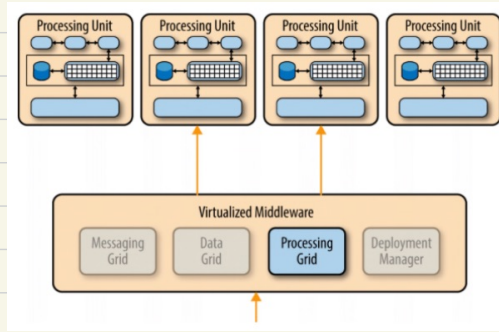 Processing Unit
Processing Unit
Processing Unit
Processing Unit
Virtualized Middleware
Messaging
Grid
Data
Grid
Processing
Grid
Deployment
Manager